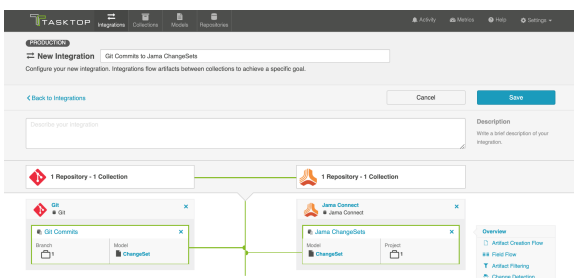 TASKTOP
Integrations
Collections
Models
Repositories
Activity
Metrics
Help
Settings
PRODUCTION
New Integration
Git Commits to Jama ChangeSets
Configure your new integration. Integrations flow artifacts between collections to achieve a specific goal.
Back to Integrations
Cancel
Save
Describe your integration
Description
Write a brief description of your
integration.
1 Repository - 1 Collection
1 Repository - 1 Collection
Git
Git
Jama Connect
Jama Connect
Git Commits
Jama ChangeSets
Branch
Model
1
ChangeSet
Model
Project
ChangeSet
1
Overview
Artifact Creation Flow
Field Flow
Artifact Filtering
Change Detection